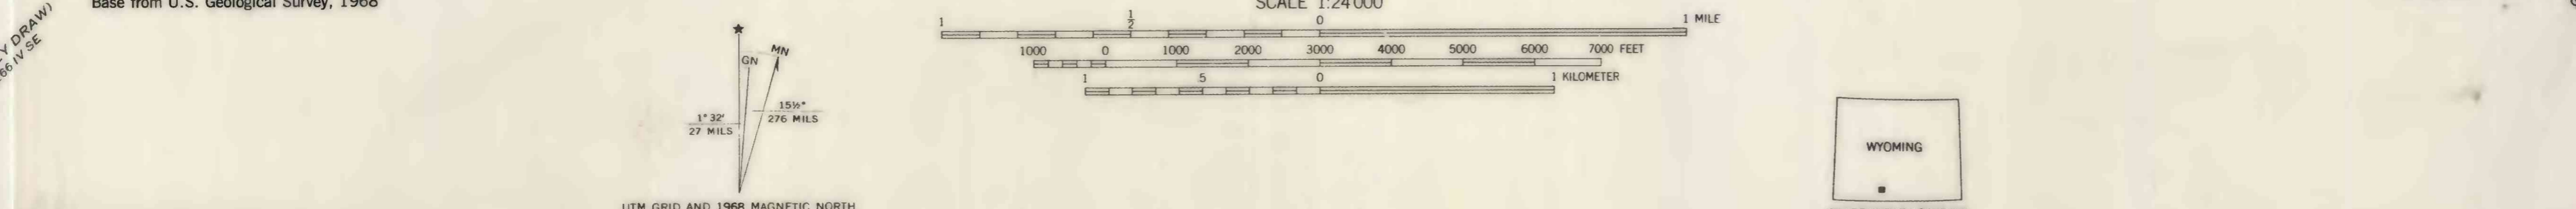 Y DRAW)
66 IV SE
Base from U.S. Geological Survey, 1968
★
GN
MN
1° 32'
27 MILS
15½°
276 MILS
UTM GRID AND 1968 MAGNETIC NORTH
SCALE 1:24 000
1 ½ 0 1 MILE
1000 0 1000 2000 3000 4000 5000 6000 7000 FEET
1 5 0 1 KILOMETER
WYOMING